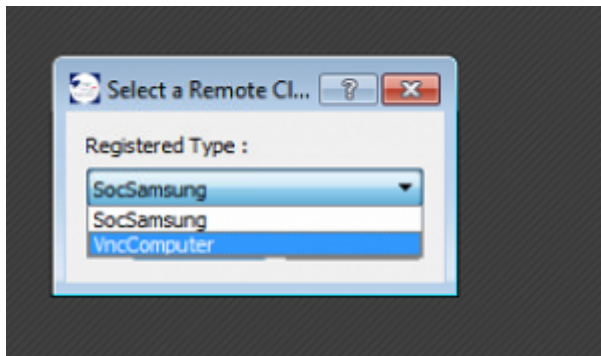 Select a Remote Cl...
Registered Type :
SocSamsung
SocSamsung
VncComputer